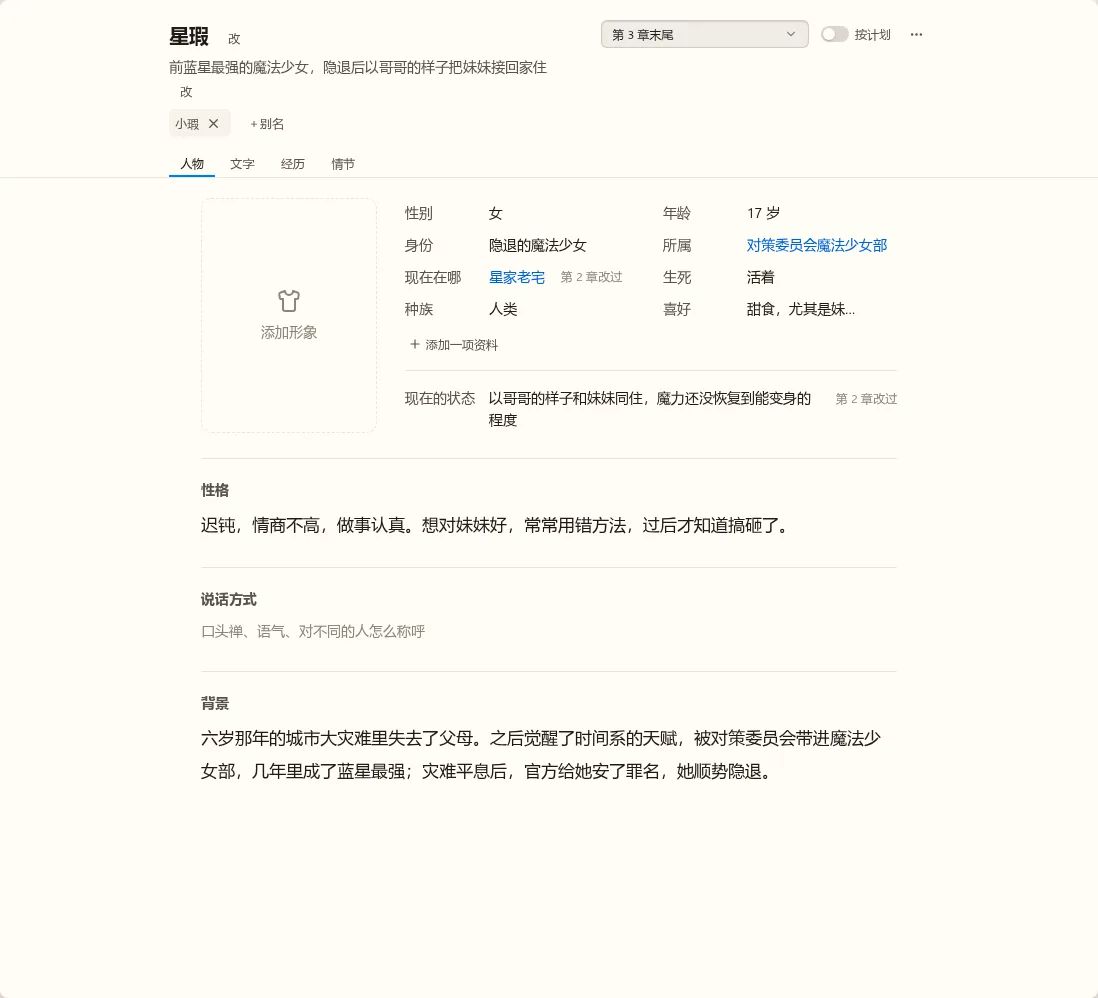 星瑕 改 第 3 章末尾 按计划 ···
前蓝星最强的魔法少女，隐退后以哥哥的样子把妹妹接回家住
改
小瑕 × +别名
人物 文字 经历 情节
性别 女 年龄 17 岁
身份 隐退的魔法少女 所属 对策委员会魔法少女部
现在在哪 星家老宅 第 2 章改过 生死 活着
种族 人类 喜好 甜食，尤其是妹...
添加形象
+ 添加一项资料
现在的状态 以哥哥的样子和妹妹同住，魔力还没恢复到能变身的 第 2 章改过
程度
性格
迟钝，情商不高，做事认真。想对妹妹好，常常用错方法，过后才知道搞砸了。
说话方式
口头禅、语气、对不同的人怎么称呼
背景
六岁那年的城市大灾难里失去了父母。之后觉醒了时间系的天赋，被对策委员会带进魔法少
女部，几年里成了蓝星最强；灾难平息后，官方给她安了罪名，她顺势隐退。